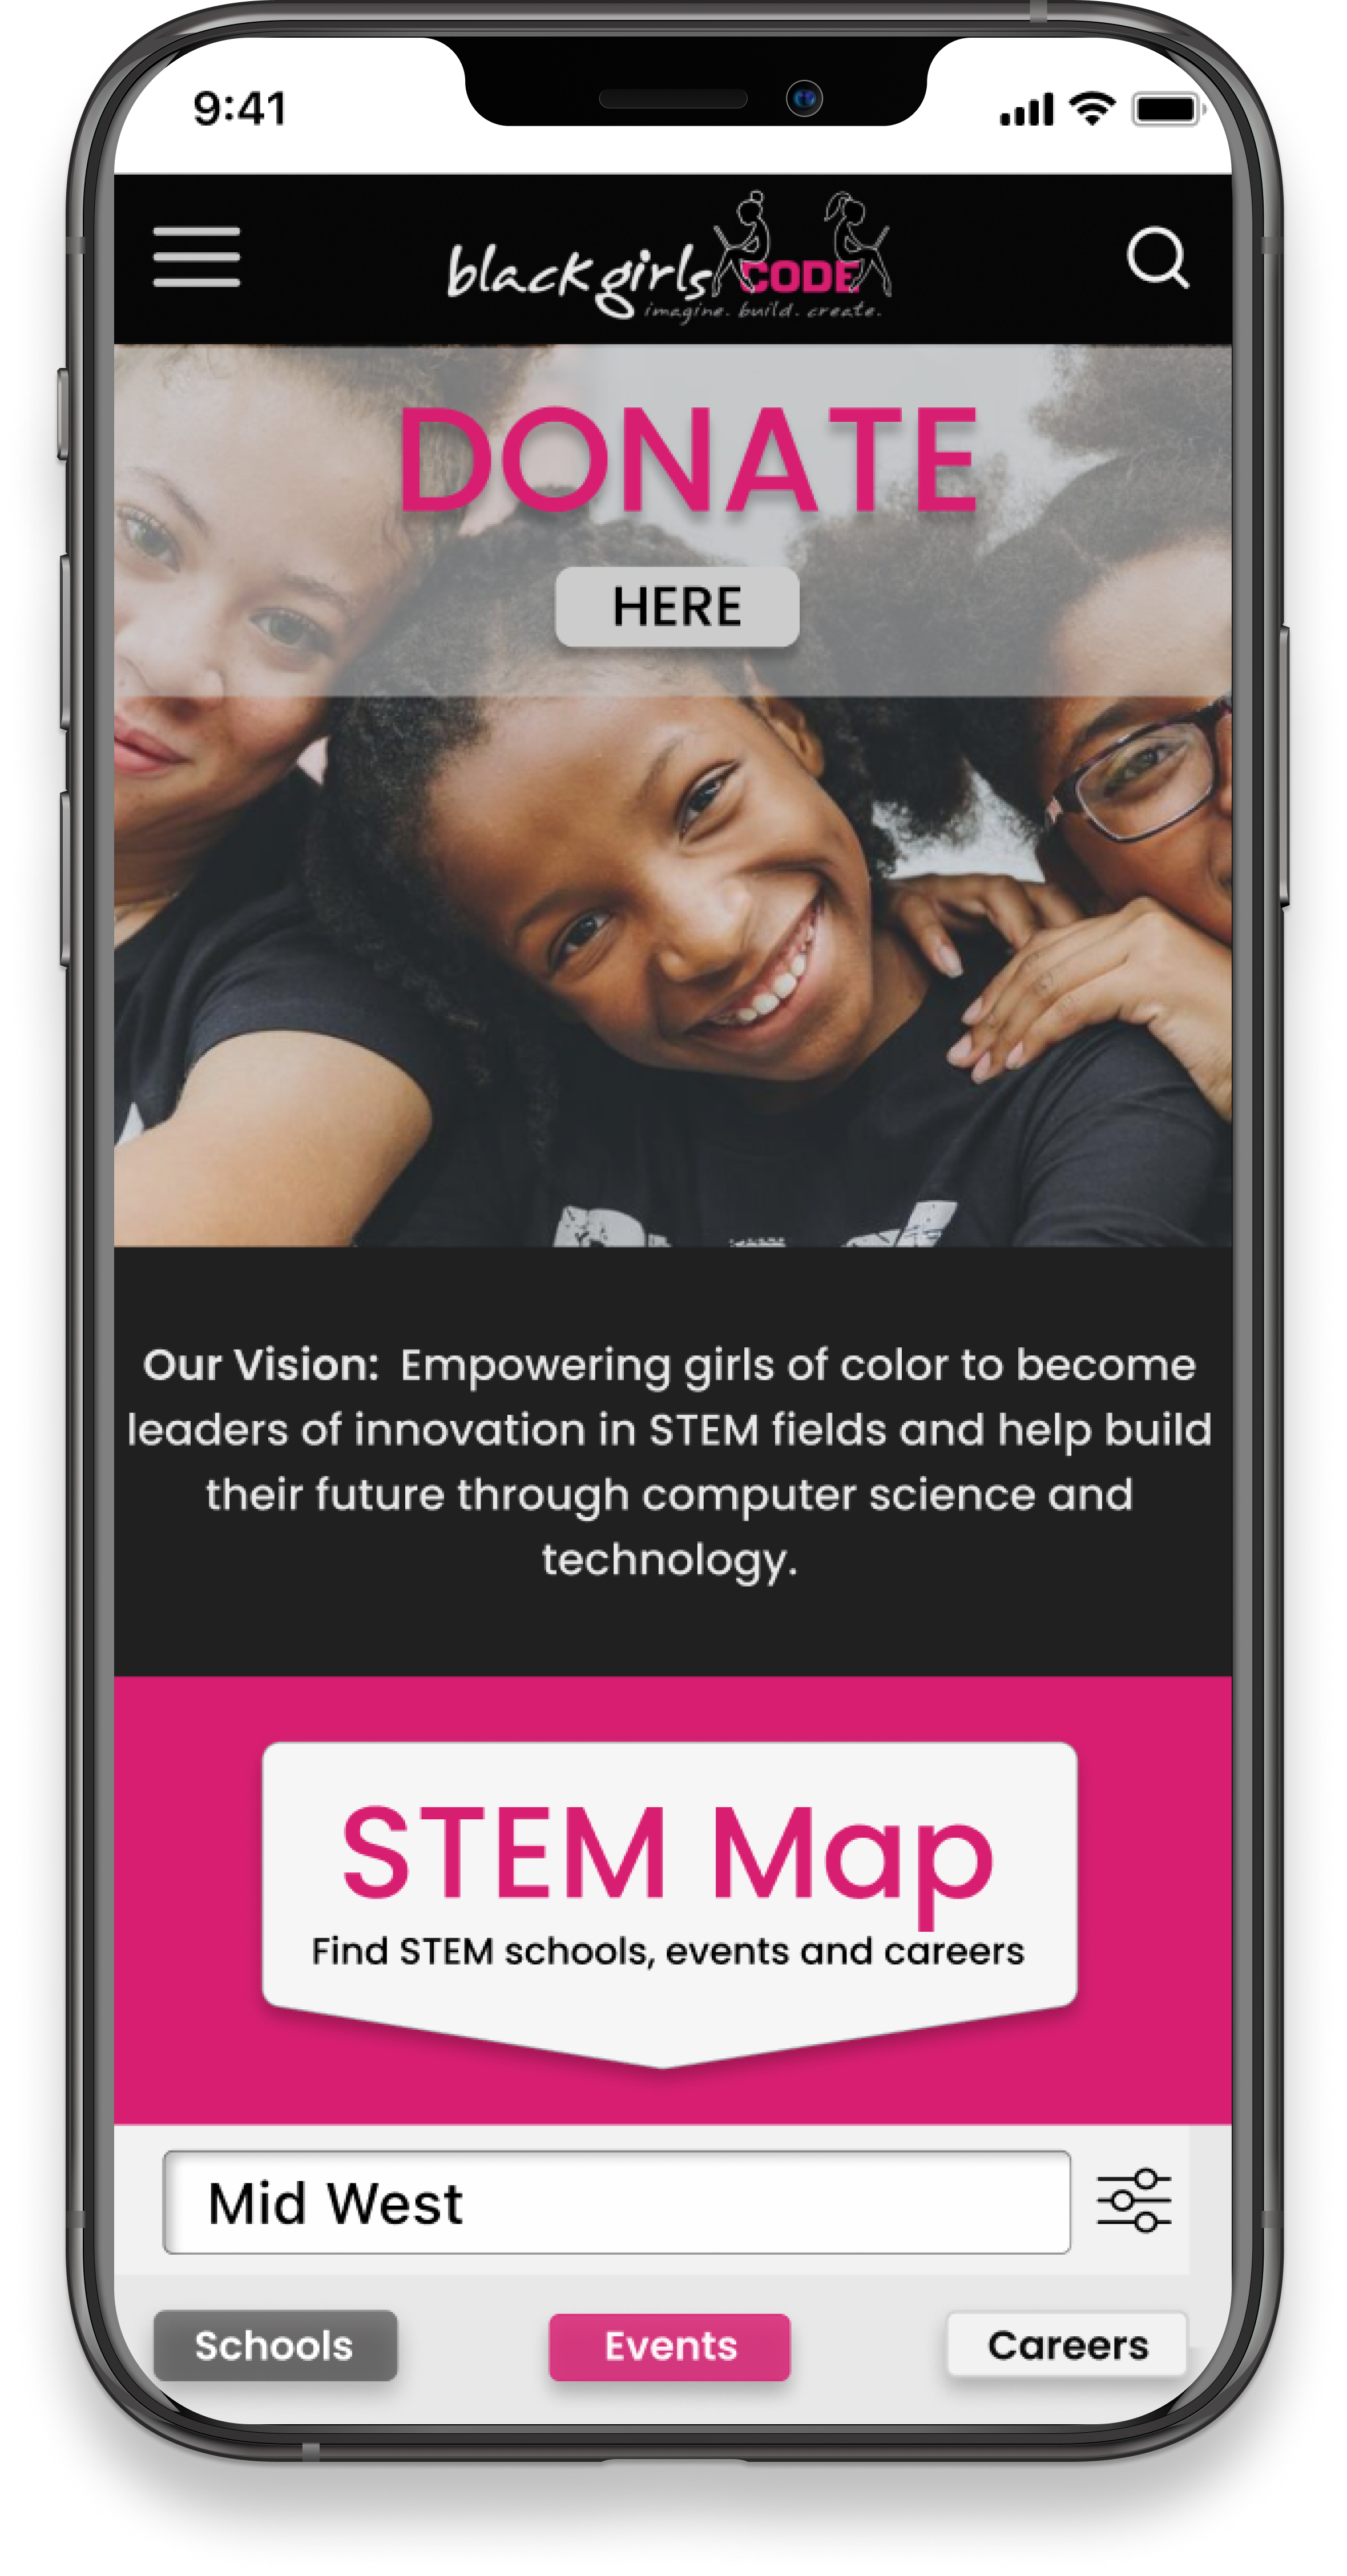 9:41
black girls CODE
imagine. build. create.
DONATE
HERE
Our Vision: Empowering girls of color to become
leaders of innovation in STEM fields and help build
their future through computer science and
technology.
STEM Map
Find STEM schools, events and careers
Mid West
Schools Events Careers